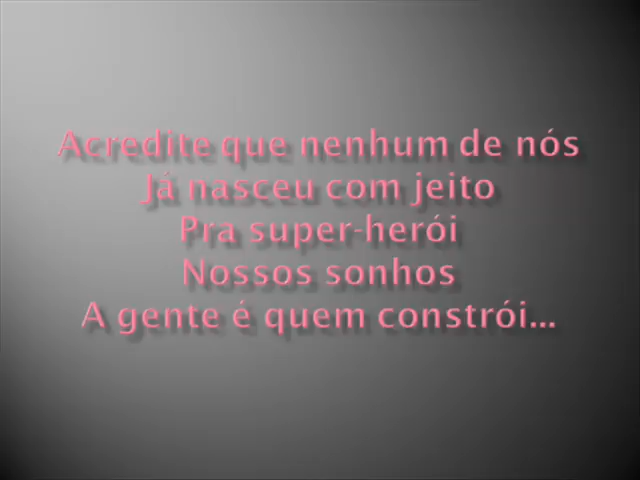 Acredite que nenhum de nós
Já nasceu com jeito
Pra super-herói
Nossos sonhos
A gente é quem constrói...